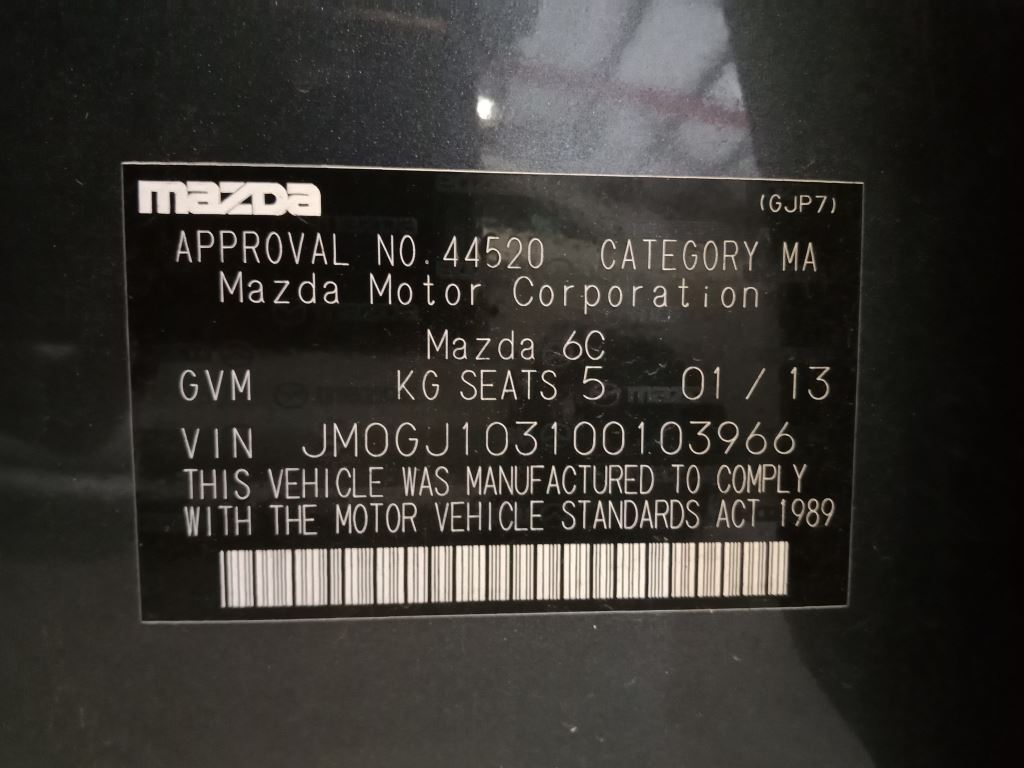 mazda
(GJP7)
APPROVAL NO.44520 CATEGORY MA
Mazda Motor Corporation
Mazda 6C
GVM KG SEATS 5 01 / 13
VIN JM0GJ103100103966
THIS VEHICLE WAS MANUFACTURED TO COMPLY
WITH THE MOTOR VEHICLE STANDARDS ACT 1989